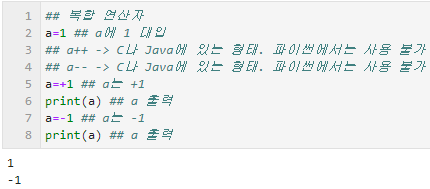 1 ## 복합 연산자
2 a=1 ## a에 1 대입
3 ## a++ -> C나 Java에 있는 형태. 파이썬에서는 사용 불가
4 ## a-- -> C나 Java에 있는 형태. 파이썬에서는 사용 불가
5 a=+1 ## a는 +1
6 print(a) ## a 출력
7 a=-1 ## a는 -1
8 print(a) ## a 출력
1
-1